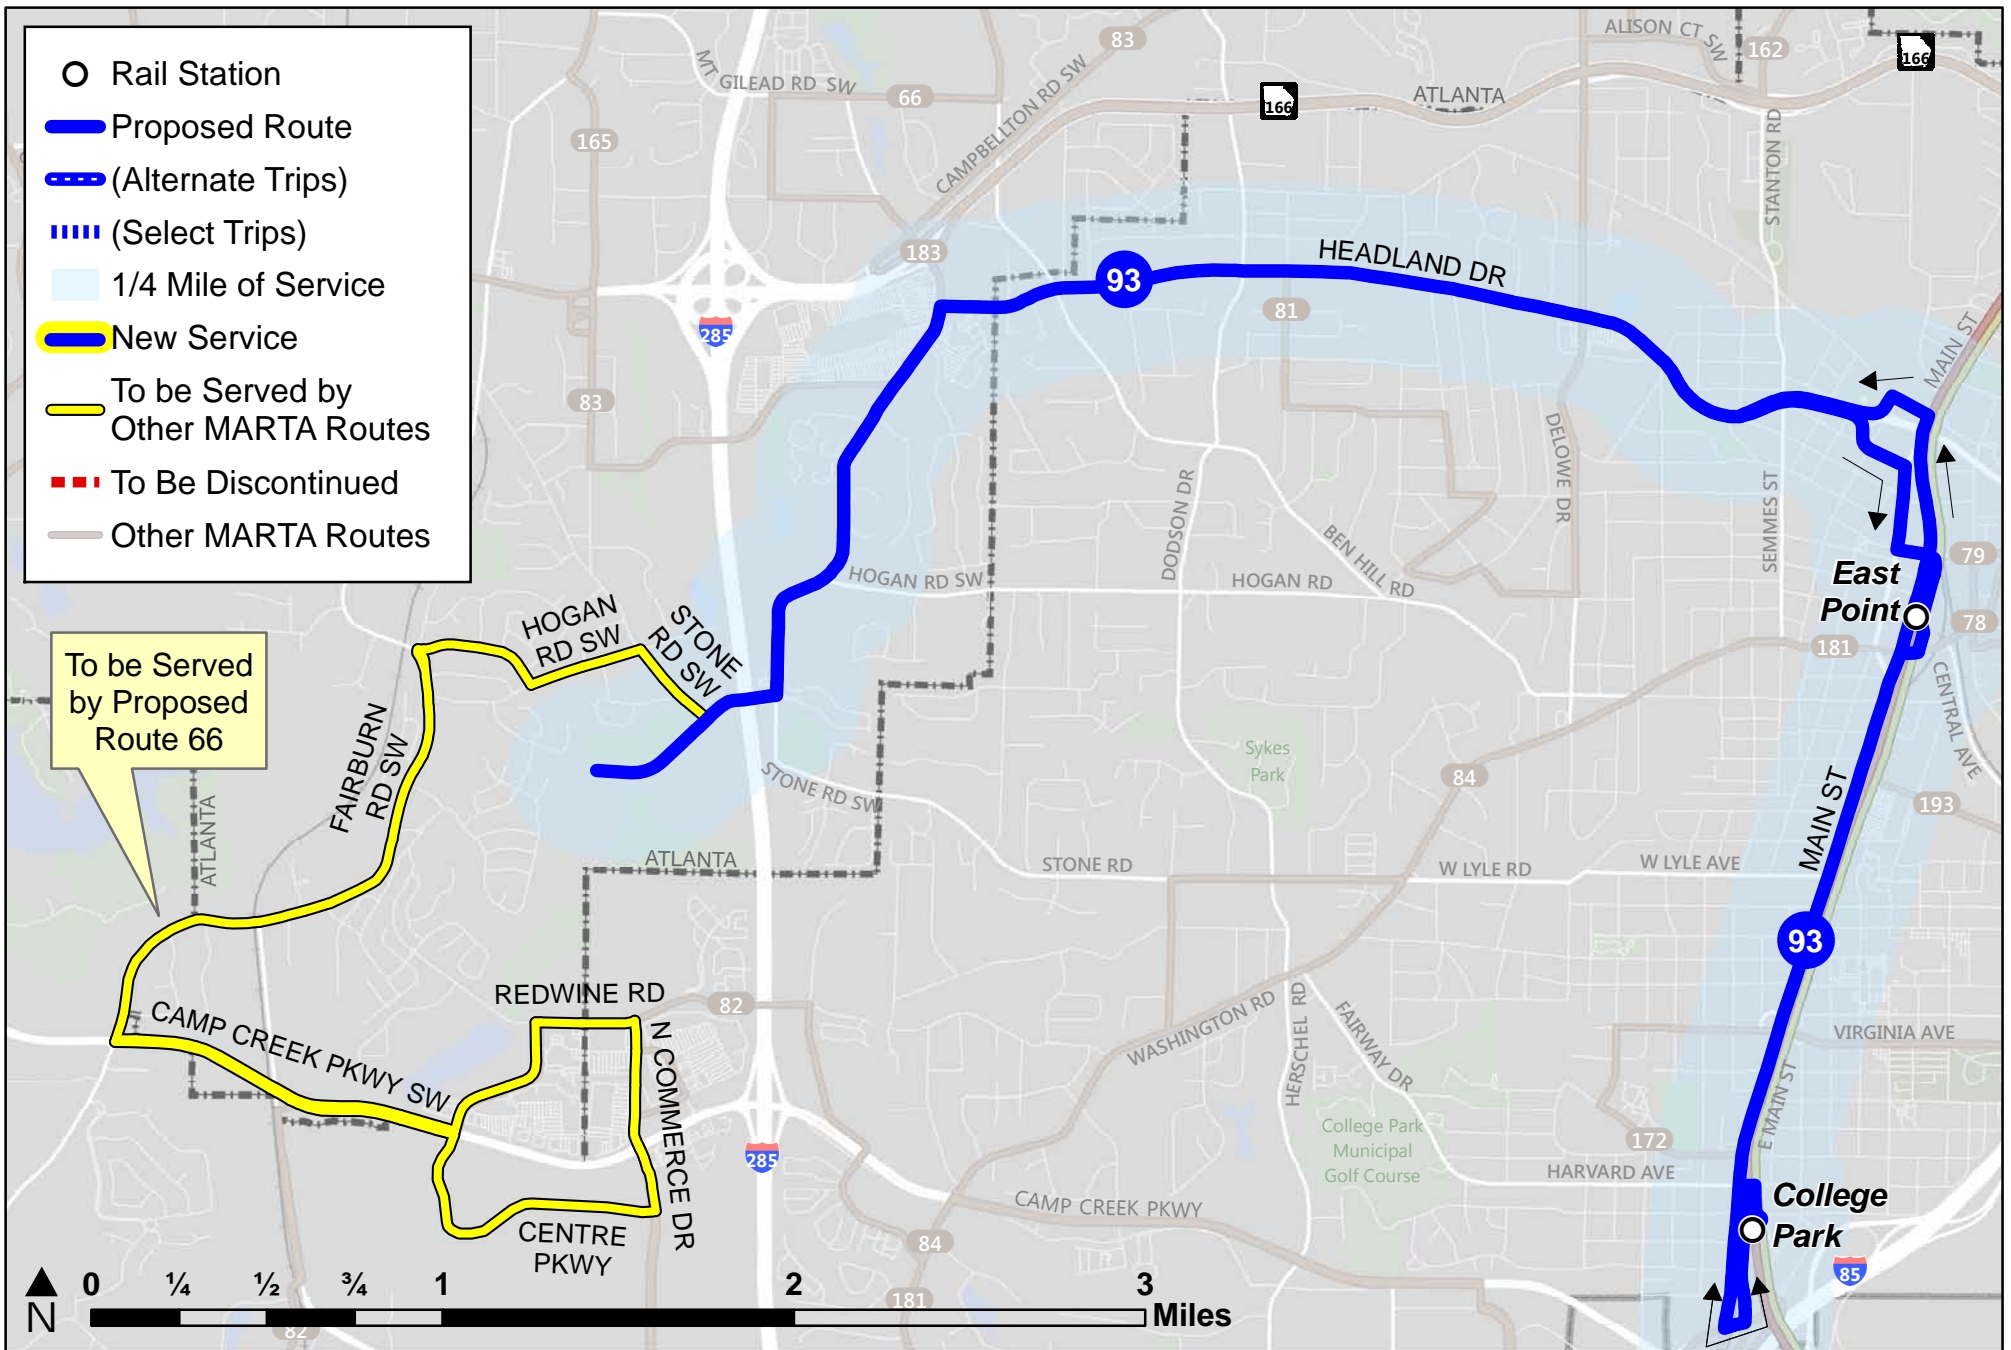 Rail Station
Proposed Route
(Alternate Trips)
(Select Trips)
1/4 Mile of Service
New Service
To be Served by
Other MARTA Routes
To Be Discontinued
Other MARTA Routes
83
ALISON CT SW
162
166
MT GILEAD RD SW
66
CAMPBELLTON RD SW
166
ATLANTA
165
STANTON RD
183
93
HEADLAND DR
81
285
MAIN ST
83
DELOWE DR
DODSON DR
SEMMES ST
BEN HILL RD
79
HOGAN RD SW
HOGAN RD
East
Point
78
181
HOGAN
RD SW
STONE
RD SW
To be Served
by Proposed
Route 66
FAIRBURN
RD SW
CENTRAL AVE
Sykes
Park
84
STONE RD SW
193
MAIN ST
ATLANTA
ATLANTA
STONE RD
W LYLE RD
W LYLE AVE
93
REDWINE RD
82
CAMP CREEK PKWY SW
N COMMERCE DR
WASHINGTON RD
HERSCHEL RD
FAIRWAY DR
VIRGINIA AVE
E MAIN ST
College Park
Municipal
Golf Course
172
HARVARD AVE
285
CAMP CREEK PKWY
College
Park
CENTRE
PKWY
84
85
181
82
N
0 ¼ ½ ¾ 1 2 3
Miles